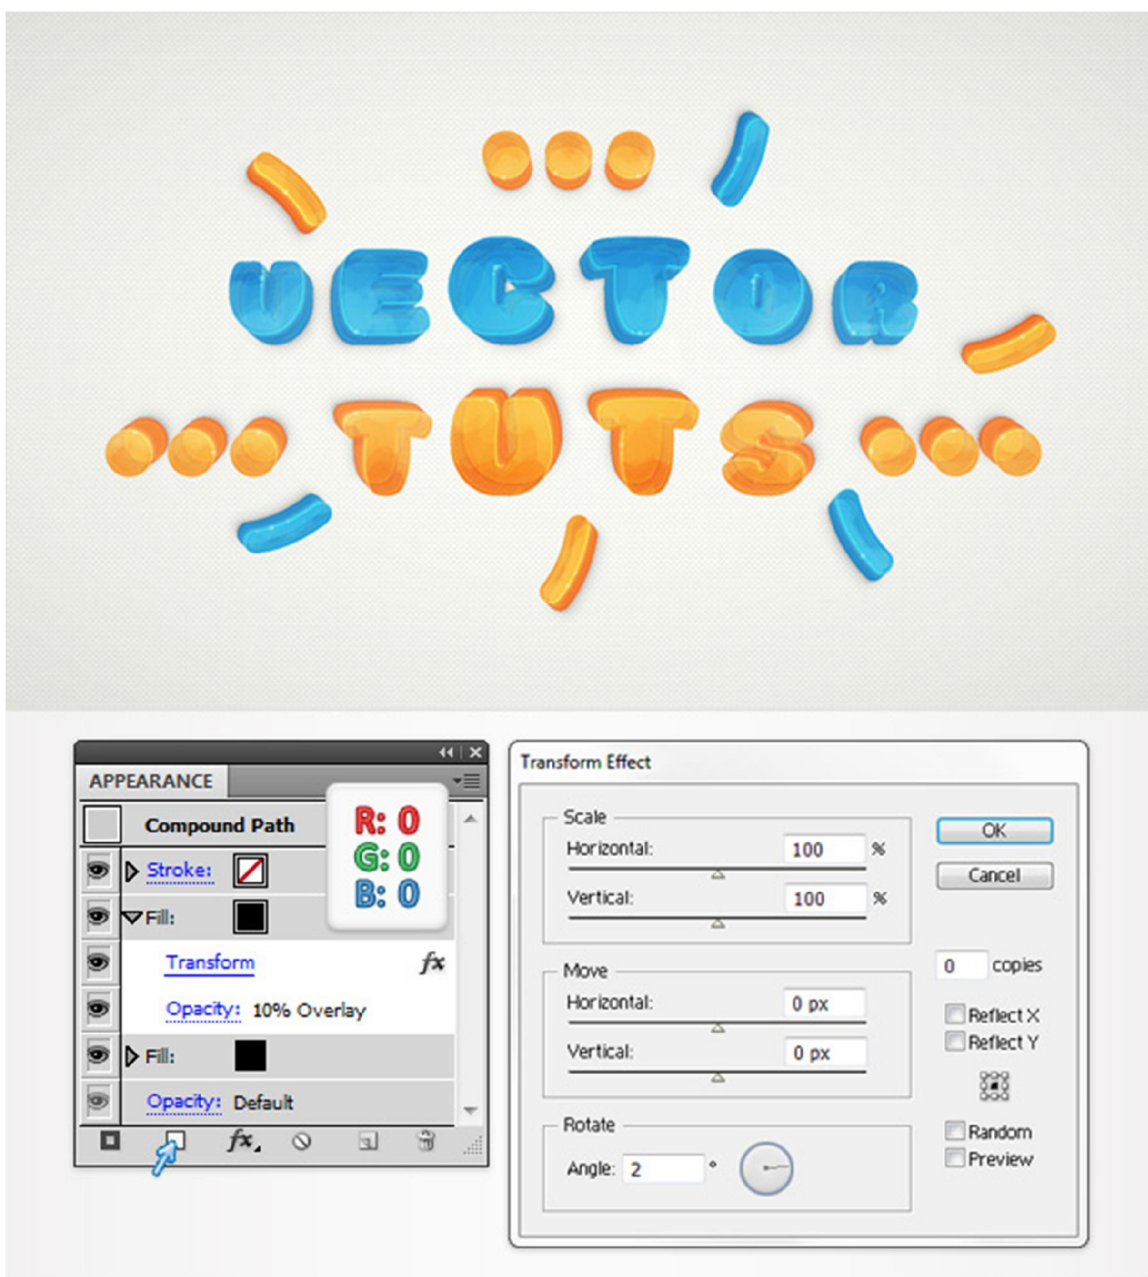 VECTOR
TUTS
APPEARANCE
Compound Path
R: 0
G: 0
B: 0
Stroke:
Fill:
Transform fx
Opacity: 10% Overlay
Fill:
Opacity: Default
fx
Transform Effect
Scale
Horizontal: 100 %
Vertical: 100 %
OK
Cancel
Move
Horizontal: 0 px
Vertical: 0 px
0 copies
Reflect X
Reflect Y
Rotate
Angle: 2 °
Random
Preview